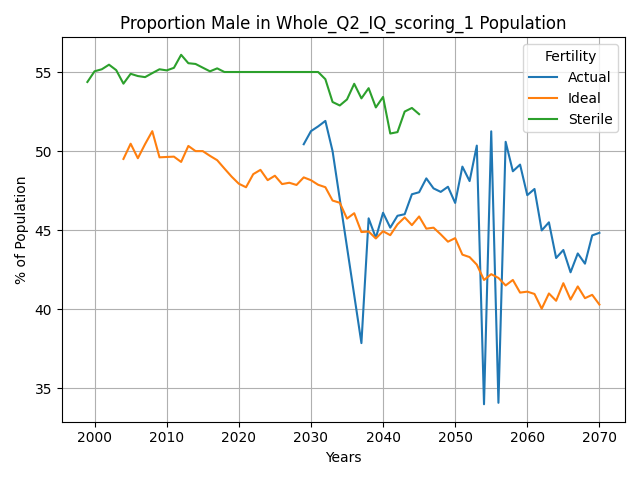 Proportion Male in Whole_Q2_IQ_scoring_1 Population
Fertility
Actual
Ideal
Sterile
% of Population
55
50
45
40
35
2000 2010 2020 2030 2040 2050 2060 2070
Years